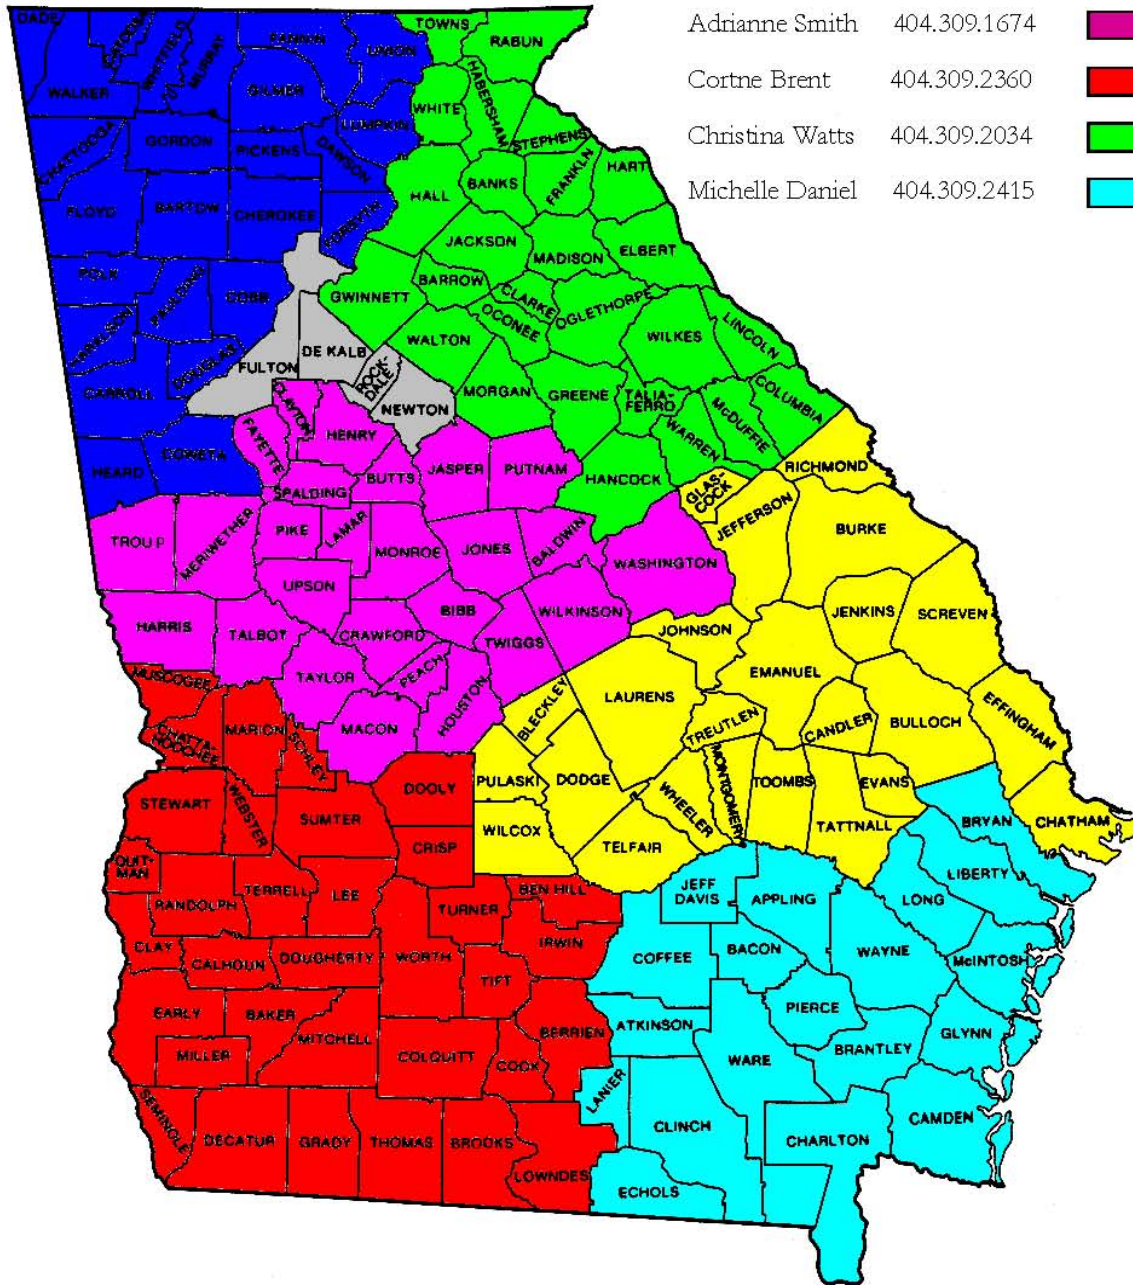 Adrianne Smith 404.309.1674
Cortne Brent 404.309.2360
Christina Watts 404.309.2034
Michelle Daniel 404.309.2415
DADE
CATOOSA
WHITFIELD
MURRAY
FANNIN
UNION
TOWNS
RABUN
WALKER
GILMER
WHITE
HABERSHAM
LUMPKIN
STEPHENS
CHATTOOGA
GORDON
PICKENS
DAWSON
HALL
BANKS
FRANKLN
HART
FLOYD
BARTOW
CHEROKEE
FORSYTH
JACKSON
MADISON
ELBERT
POLK
PAULDING
COBB
GWINNETT
BARROW
CLARKE
OCONEE
OGLETHORPE
WILKES
LINCOLN
CARROLL
DOUGLAS
FULTON
DE KALB
ROCK-
DALE
WALTON
NEWTON
MORGAN
GREENE
TALIA-
FERRO
McDUFFIE
COLUMBIA
WARREN
HEARD
COWETA
FAYETTE
CLAYTON
HENRY
BUTTS
JASPER
PUTNAM
HANCOCK
GLAS-
COCK
RICHMOND
SPALDING
JEFFERSON
BURKE
TROUP
MERIWETHER
PIKE
LAMAR
MONROE
JONES
BALDWIN
WASHINGTON
UPSON
BIBB
WILKINSON
JENKINS
SCREVEN
HARRIS
TALBOT
CRAWFORD
TWIGGS
JOHNSON
EMANUEL
TAYLOR
PEACH
HOUSTON
BLECKLEY
LAURENS
TREUTLEN
CANDLER
BULLOCH
EFFINGHAM
MUSCOGEE
CHATTA-
HOOCHEE
MARION
SCHLEY
MACON
DOOLY
PULASKI
DODGE
WHEELER
MONTGOMERY
TOOMBS
EVANS
TATTNALL
BRYAN
CHATHAM
STEWART
WEBSTER
SUMTER
CRISP
WILCOX
TELFAIR
QUIT-
MAN
RANDOLPH
TERRELL
LEE
TURNER
BEN HILL
JEFF
DAVIS
APPLING
LONG
LIBERTY
CLAY
CALHOUN
DOUGHERTY
WORTH
TIFT
IRWIN
COFFEE
BACON
WAYNE
McINTOSH
EARLY
BAKER
MITCHELL
BERRIEN
ATKINSON
PIERCE
GLYNN
MILLER
COLQUITT
COOK
LANIER
WARE
BRANTLEY
SEMINOLE
DECATUR
GRADY
THOMAS
BROOKS
LOWNDES
CLINCH
CHARLTON
CAMDEN
ECHOLS